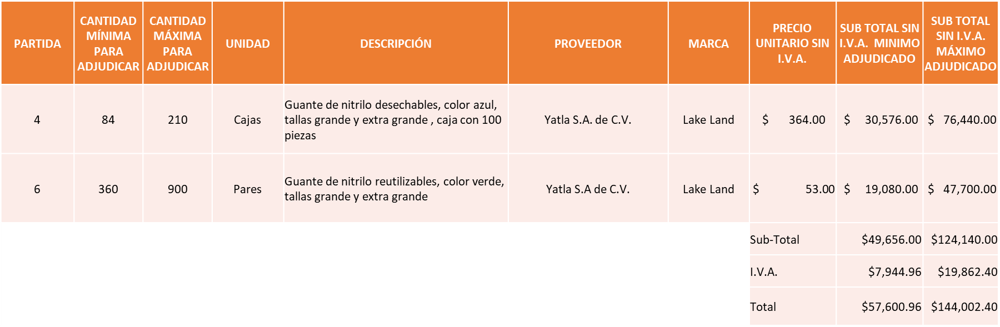 PARTIDA
CANTIDAD
MÍNIMA
PARA
ADJUDICAR
CANTIDAD
MÁXIMA
PARA
ADJUDICAR
UNIDAD
DESCRIPCIÓN
PROVEEDOR
MARCA
PRECIO
UNITARIO SIN
I.V.A.
SUB TOTAL SIN
I.V.A. MINIMO
ADJUDICADO
SUB TOTAL
SIN I.V.A.
MÁXIMO
ADJUDICADO
4
84
210
Cajas
Guante de nitrilo desechables, color azul,
tallas grande y extra grande , caja con 100
piezas
Yatla S.A. de C.V.
Lake Land
$ 364.00
$ 30,576.00
$ 76,440.00
6
360
900
Pares
Guante de nitrilo reutilizables, color verde,
tallas grande y extra grande
Yatla S.A de C.V.
Lake Land
$ 53.00
$ 19,080.00
$ 47,700.00
Sub-Total
$49,656.00
$124,140.00
I.V.A.
$7,944.96
$19,862.40
Total
$57,600.96
$144,002.40